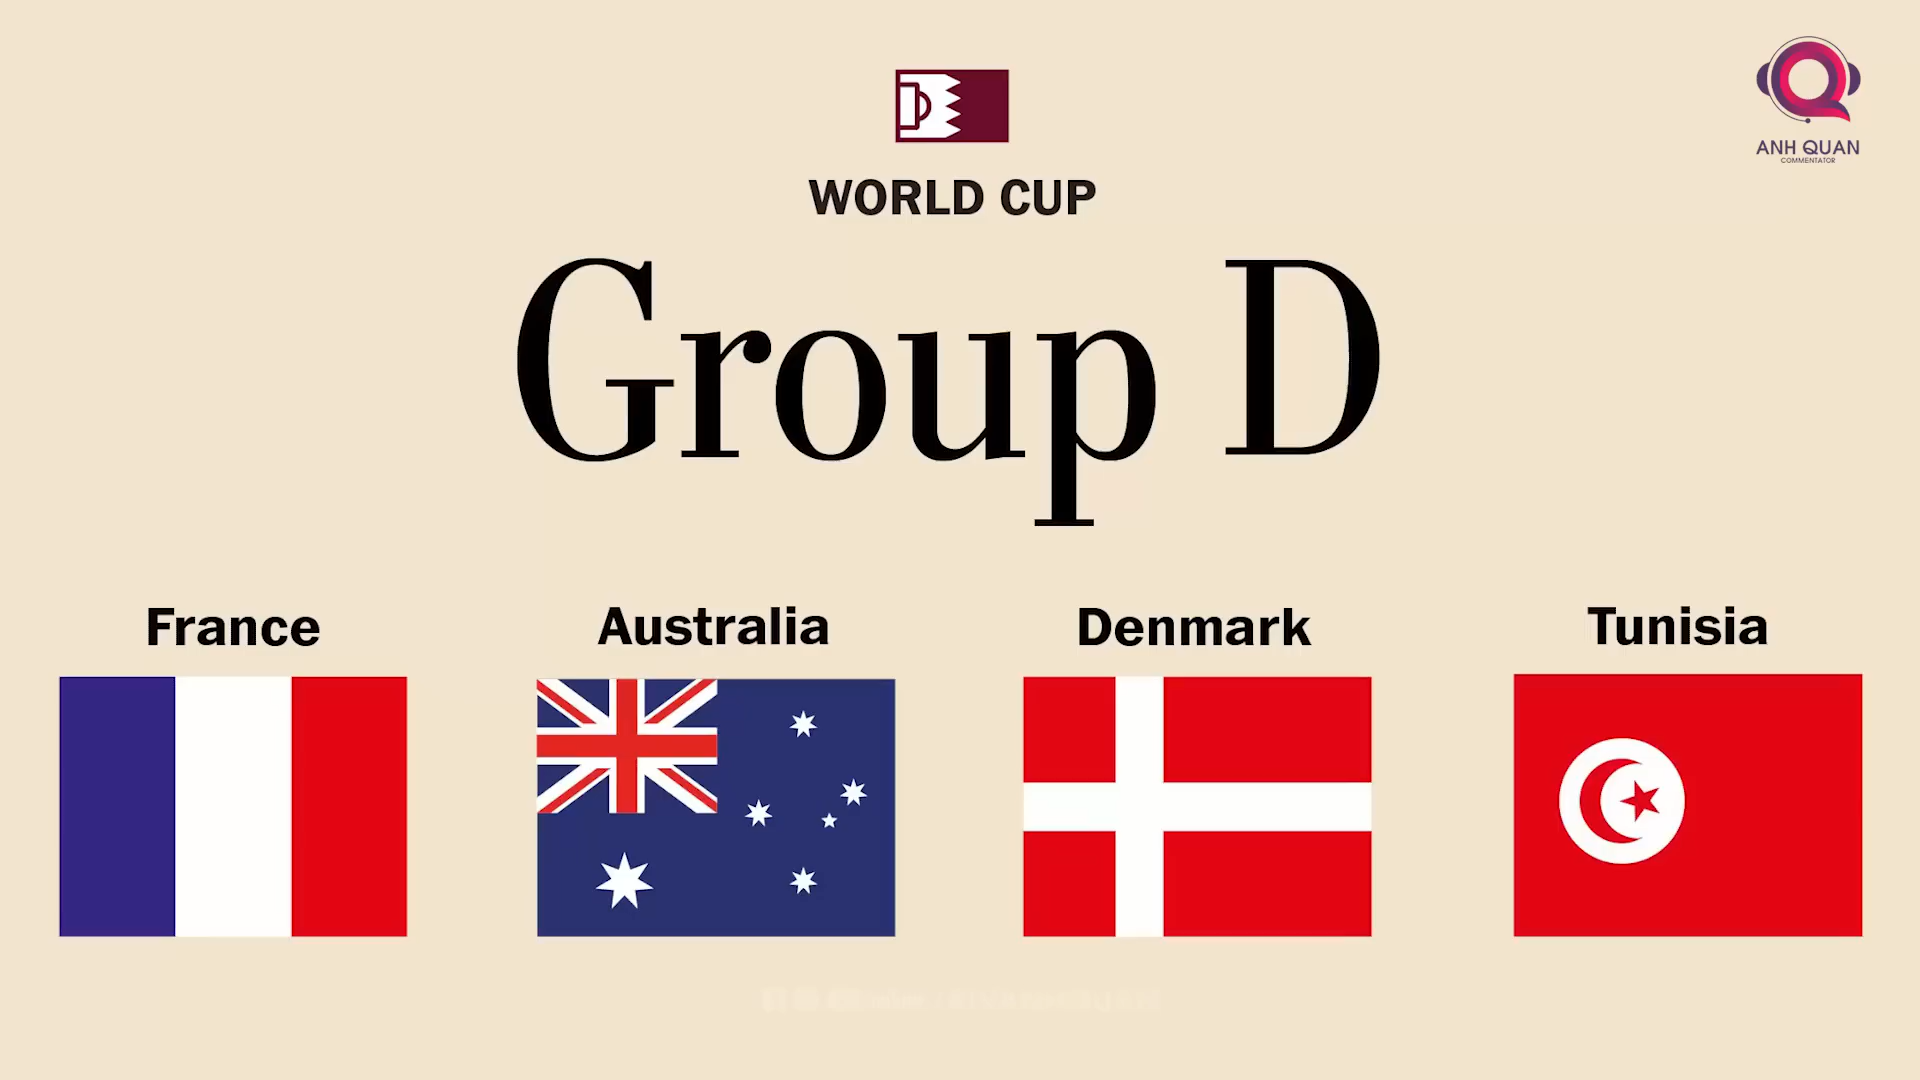 ANH QUAN
COMMENTATOR
WORLD CUP
Group D
France
Australia
Denmark
Tunisia